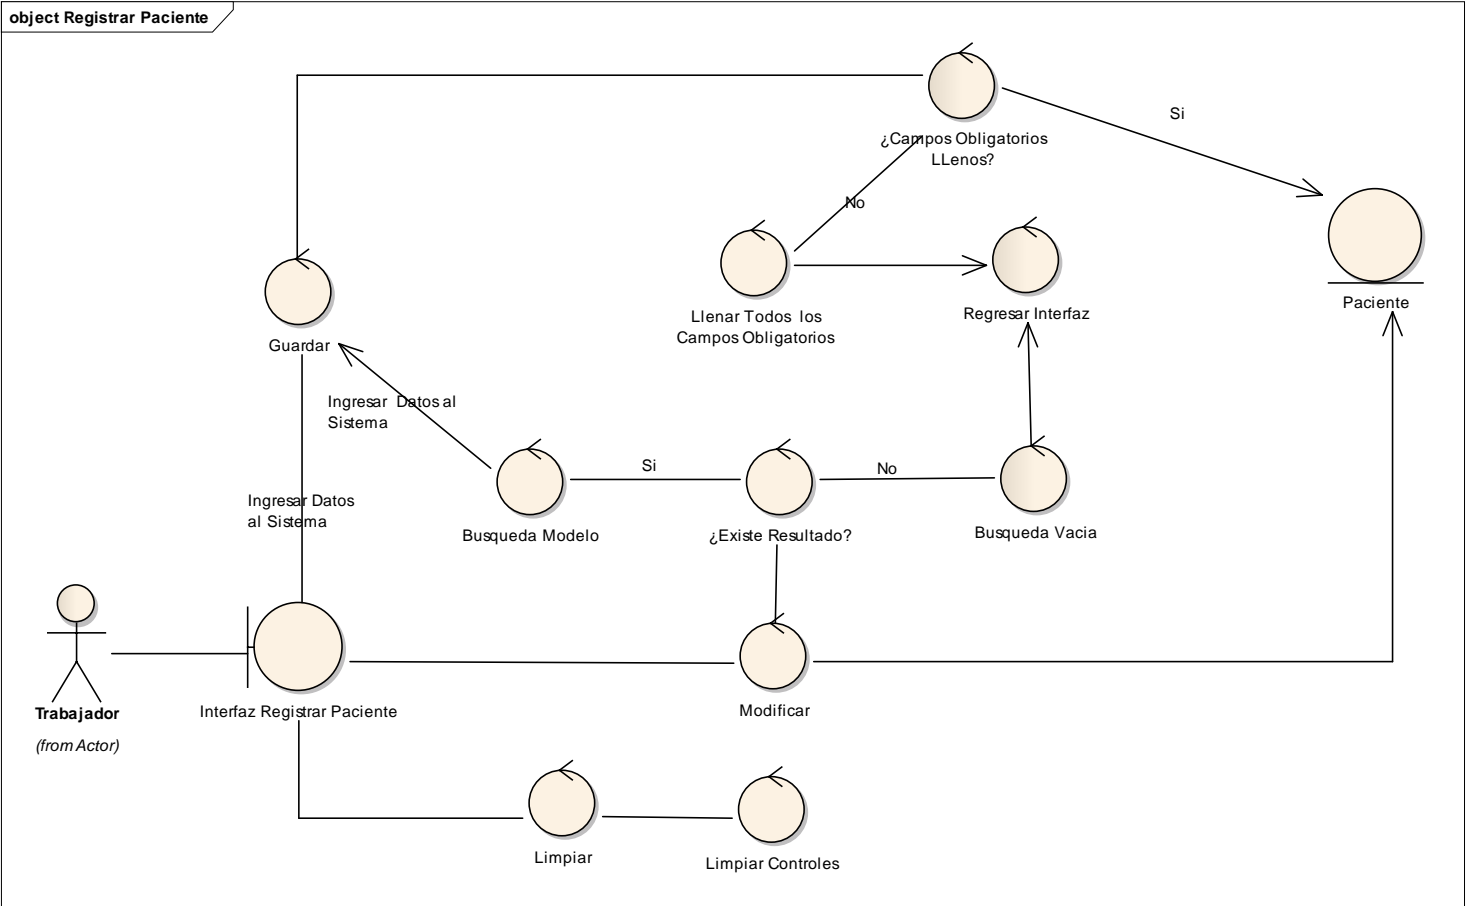 object Registrar Paciente
¿Campos Obligatorios
LLenos?
Si
No
Llenar Todos los
Campos Obligatorios
Regresar Interfaz
Paciente
Guardar
Ingresar Datos al
Sistema
Si
No
Busqueda Modelo
¿Existe Resultado?
Busqueda Vacia
Ingresar Datos
al Sistema
Trabajador
(from Actor)
Interfaz Registrar Paciente
Modificar
Limpiar
Limpiar Controles